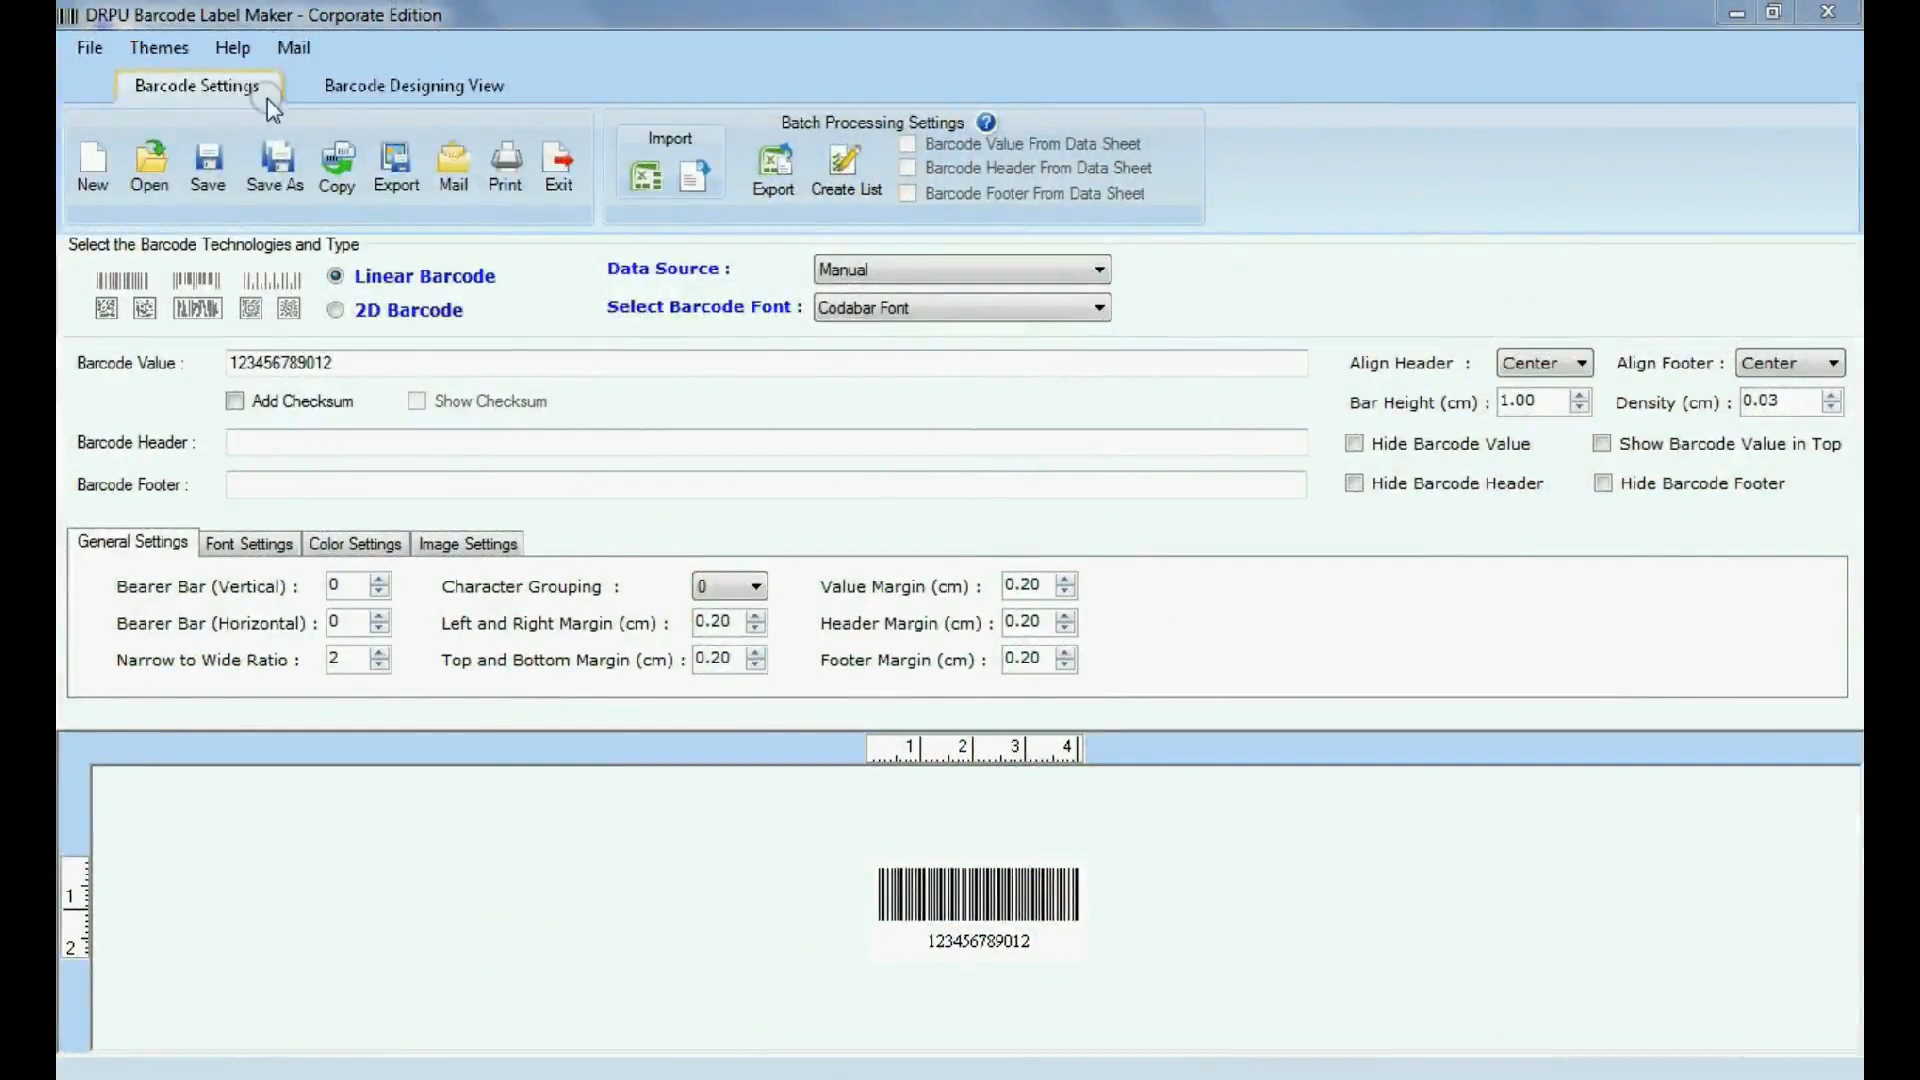 DRPU Barcode Label Maker - Corporate Edition
File Themes Help Mail
Barcode Settings Barcode Designing View
Import
Batch Processing Settings ?
New Open Save Save As Copy Export Mail Print Exit
Export Create List
Barcode Value From Data Sheet
Barcode Header From Data Sheet
Barcode Footer From Data Sheet
Select the Barcode Technologies and Type
Linear Barcode
2D Barcode
Data Source : Manual
Select Barcode Font : Codabar Font
Barcode Value : 123456789012
Add Checksum Show Checksum
Barcode Header :
Barcode Footer :
Align Header : Center Align Footer : Center
Bar Height (cm) : 1.00 Density (cm) : 0.03
Hide Barcode Value Show Barcode Value in Top
Hide Barcode Header Hide Barcode Footer
General Settings Font Settings Color Settings Image Settings
Bearer Bar (Vertical) : 0 Character Grouping : 0 Value Margin (cm) : 0.20
Bearer Bar (Horizontal) : 0 Left and Right Margin (cm) : 0.20 Header Margin (cm) : 0.20
Narrow to Wide Ratio : 2 Top and Bottom Margin (cm) : 0.20 Footer Margin (cm) : 0.20
1 2 3 4
1
2
123456789012